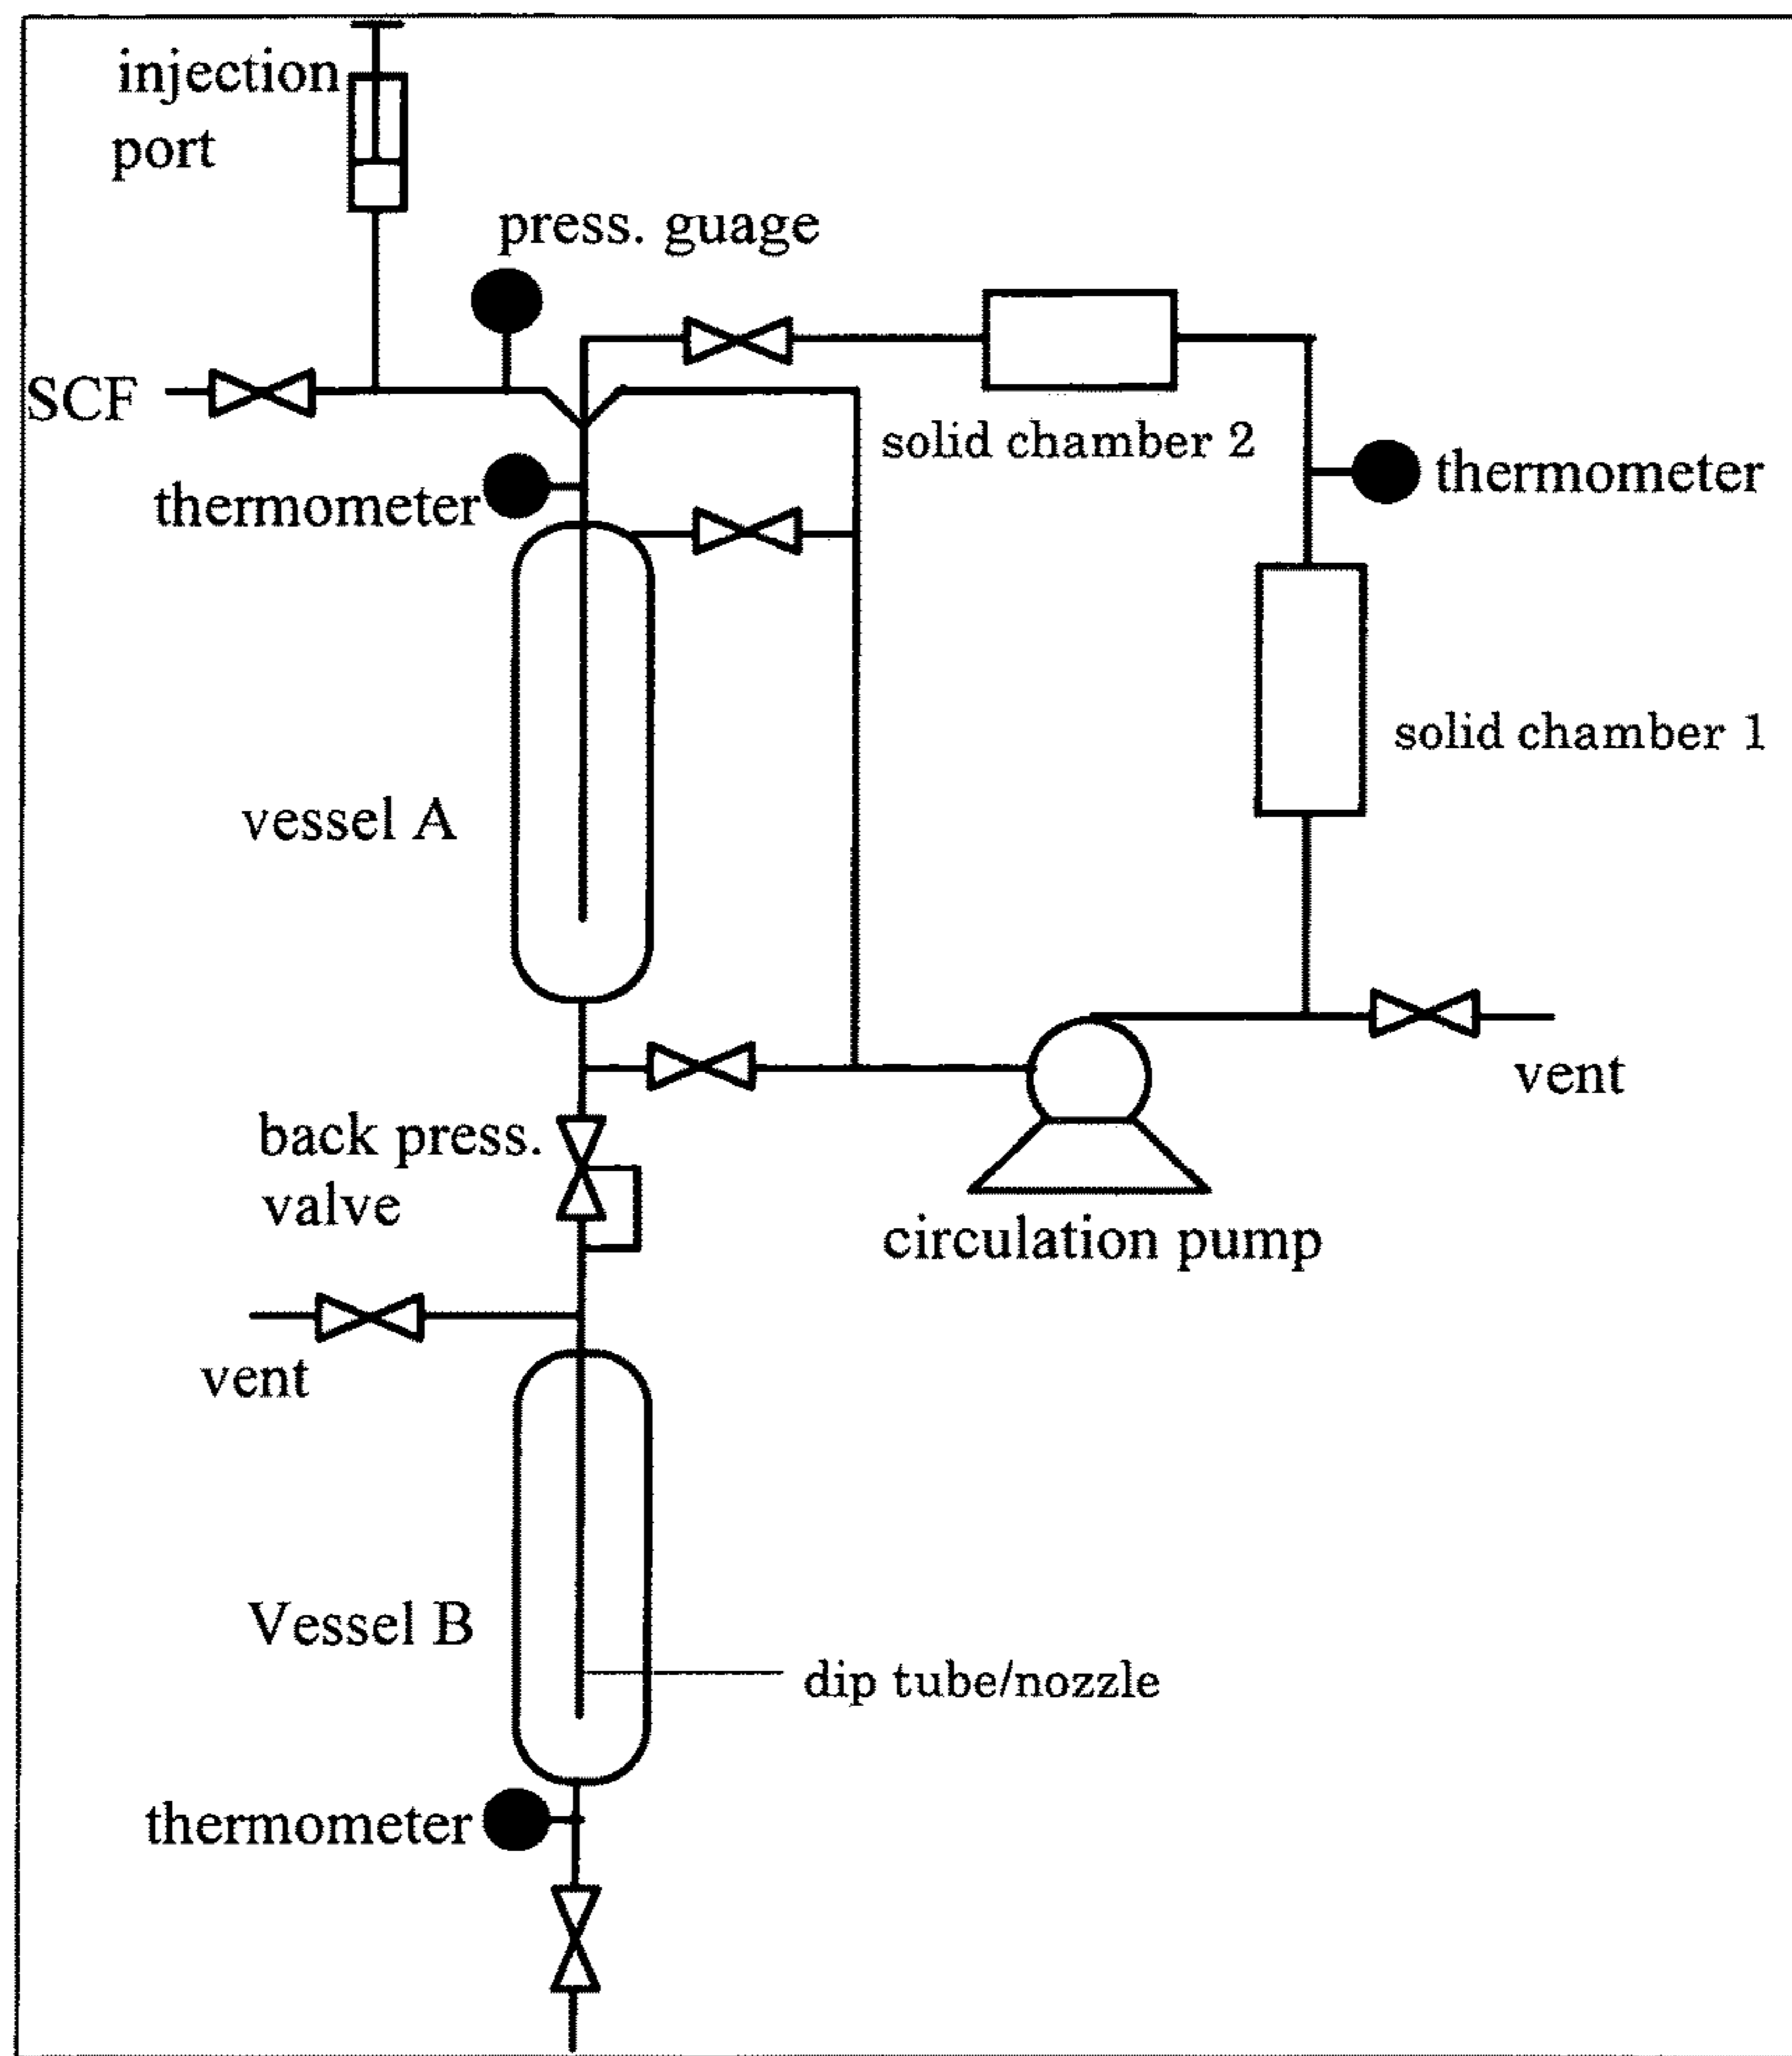 injection
port
press. guage
SCF
solid chamber 2
thermometer
thermometer
solid chamber 1
vessel A
vent
back press.
valve
circulation pump
vent
Vessel B
dip tube/nozzle
thermometer